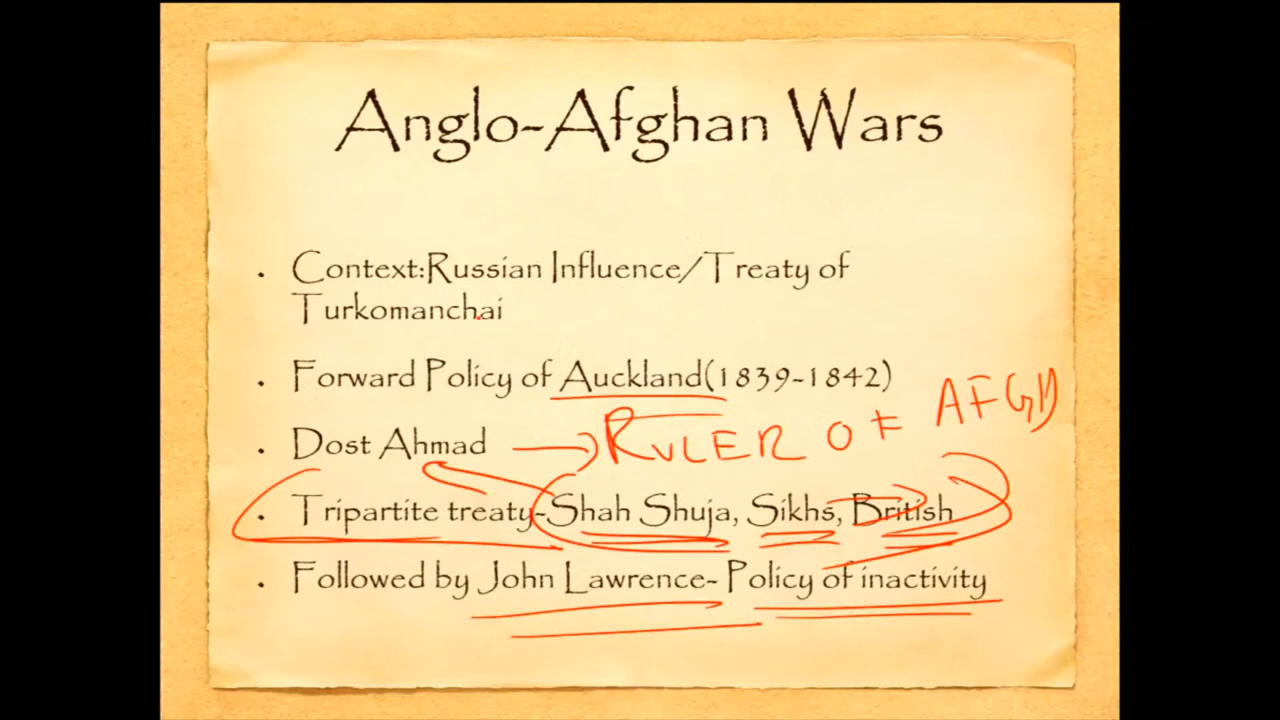 Anglo-Afghan Wars
. Context:Russian Influence/Treaty of
Turkomanchai
. Forward Policy of Auckland(1839-1842)
. Dost Ahmad → RULER OF AFGN
. Tripartite treaty-Shah Shuja, Sikhs, British
. Followed by John Lawrence- Policy of inactivity